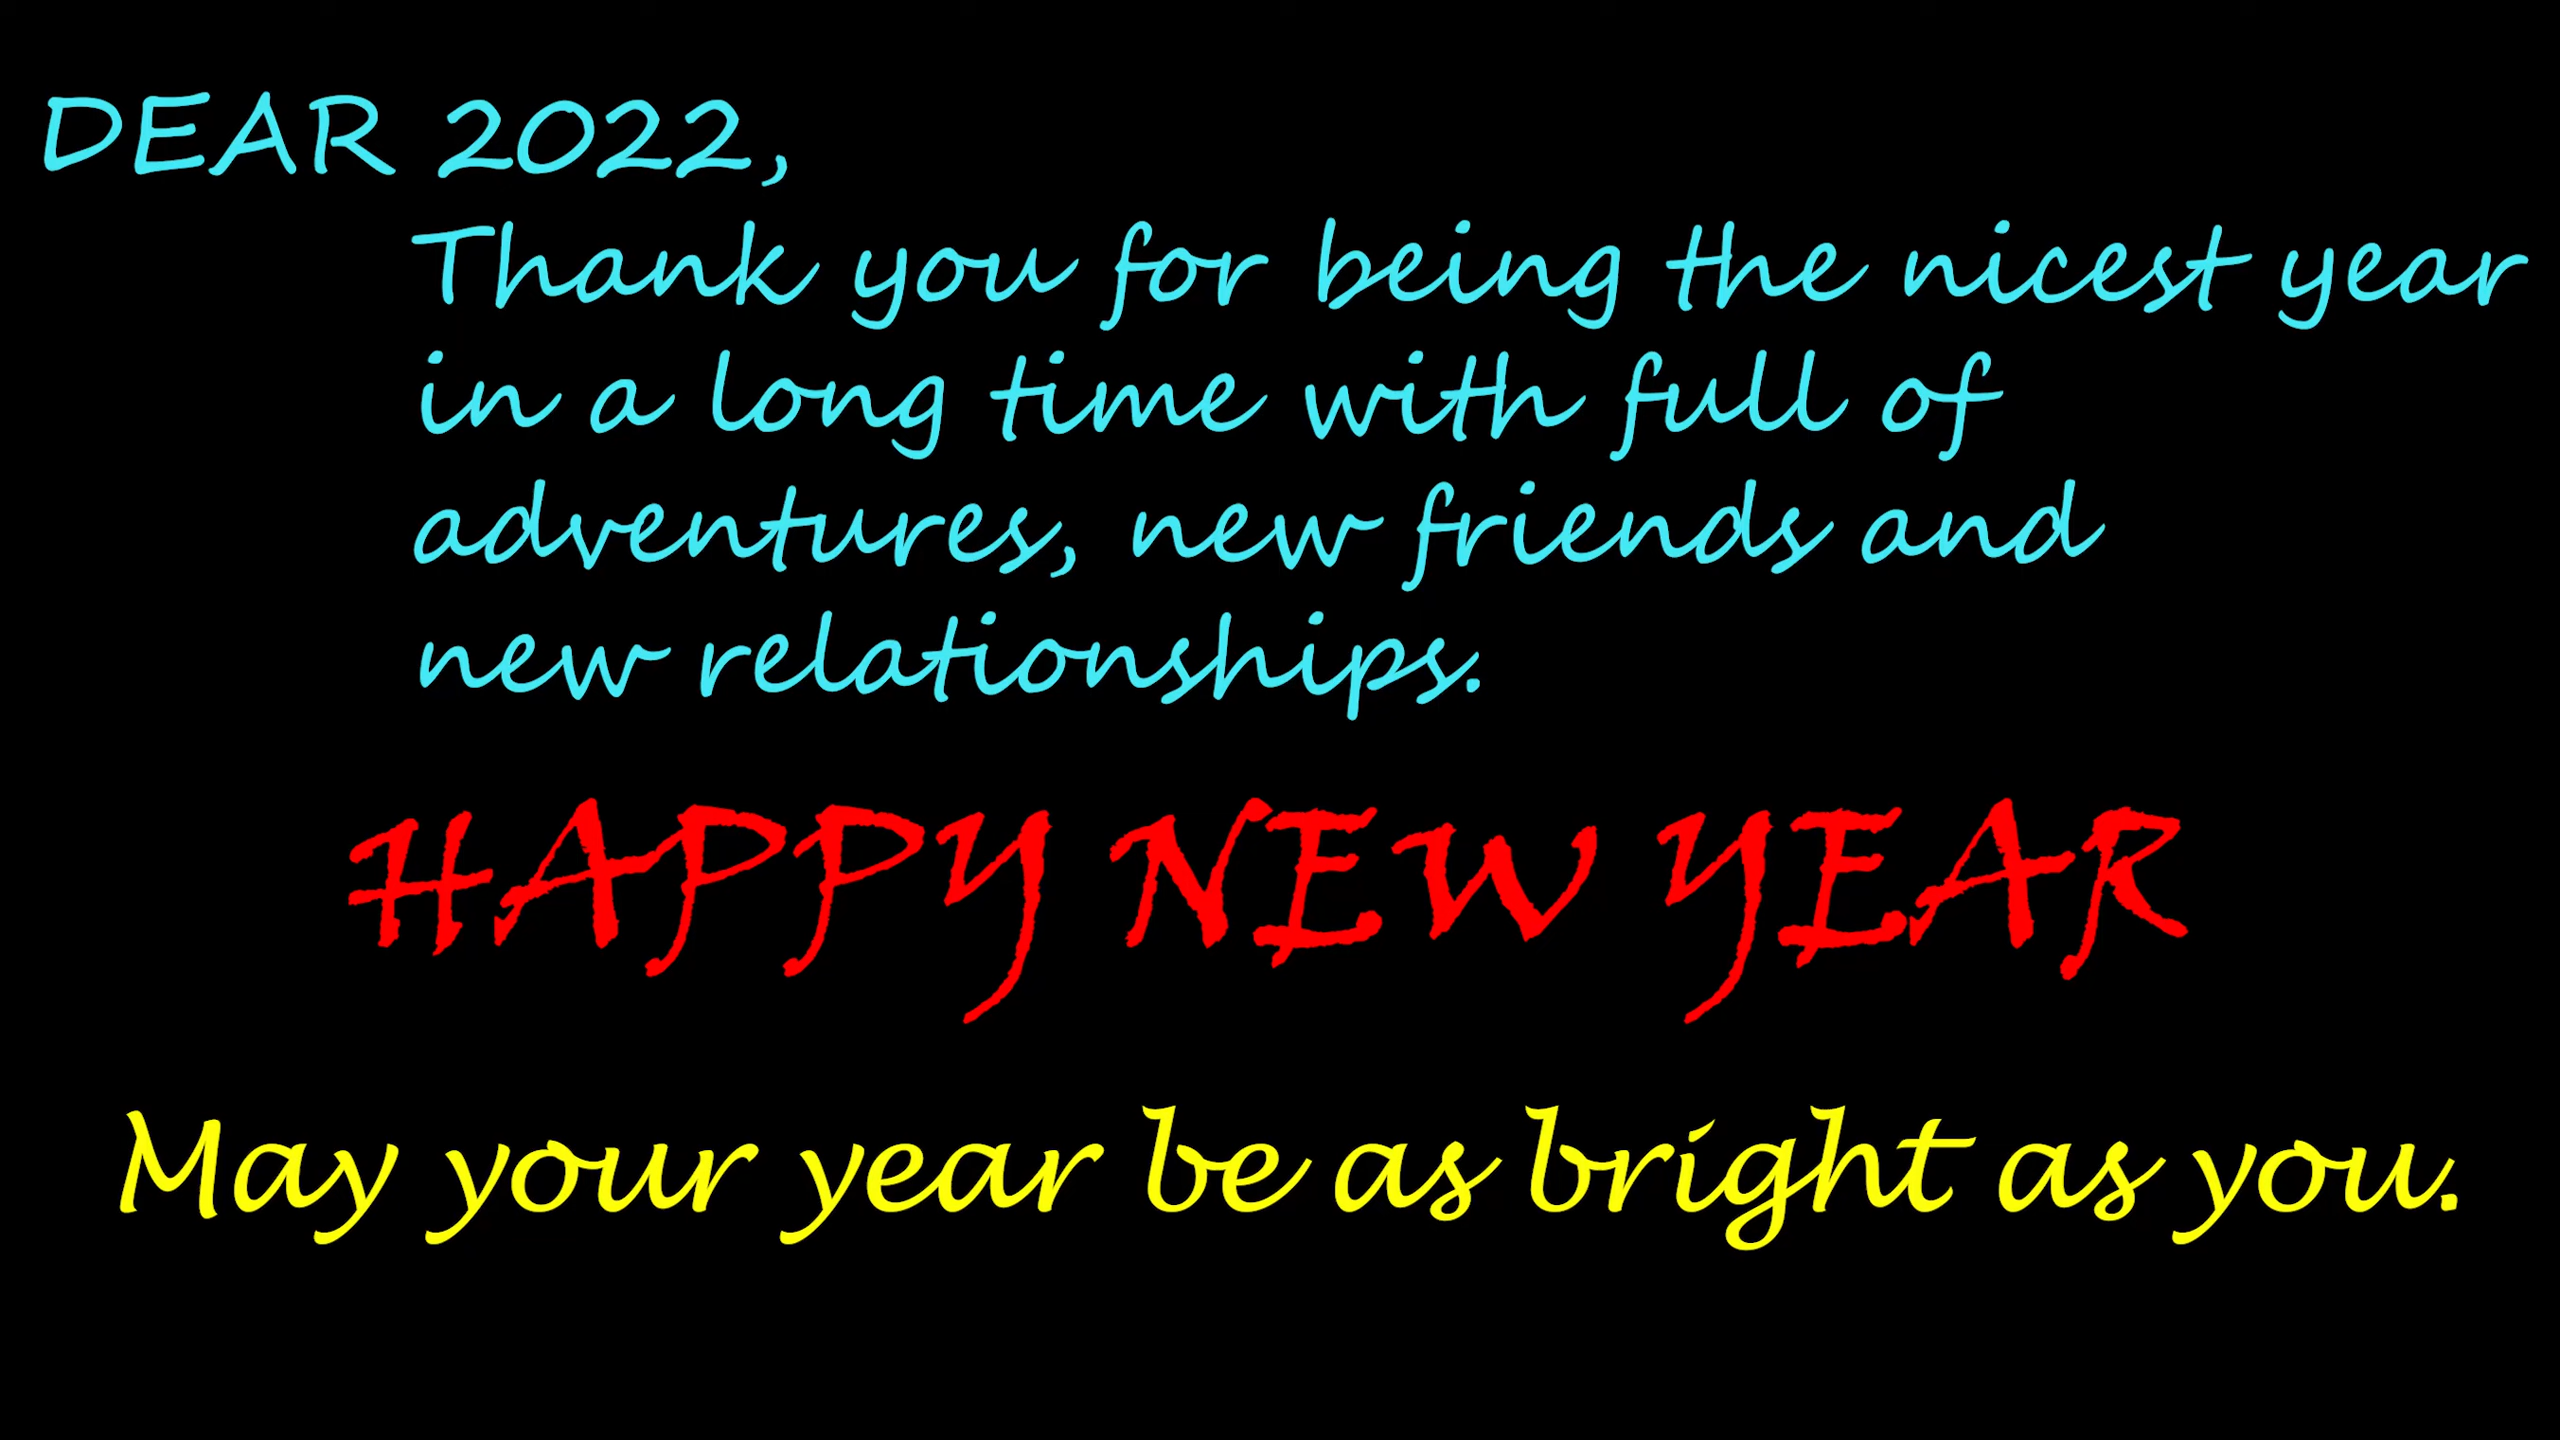 DEAR 2022,
Thank you for being the nicest year
in a long time with full of
adventures, new friends and
new relationships.
HAPPY NEW YEAR
May your year be as bright as you.